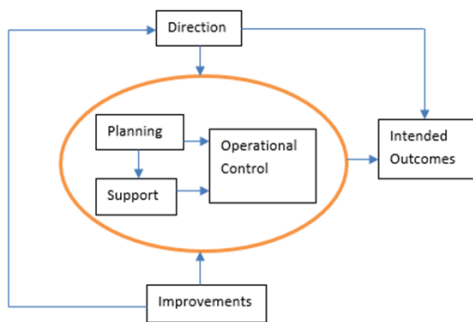 Direction
Planning
Operational
Control
Support
Intended
Outcomes
Improvements